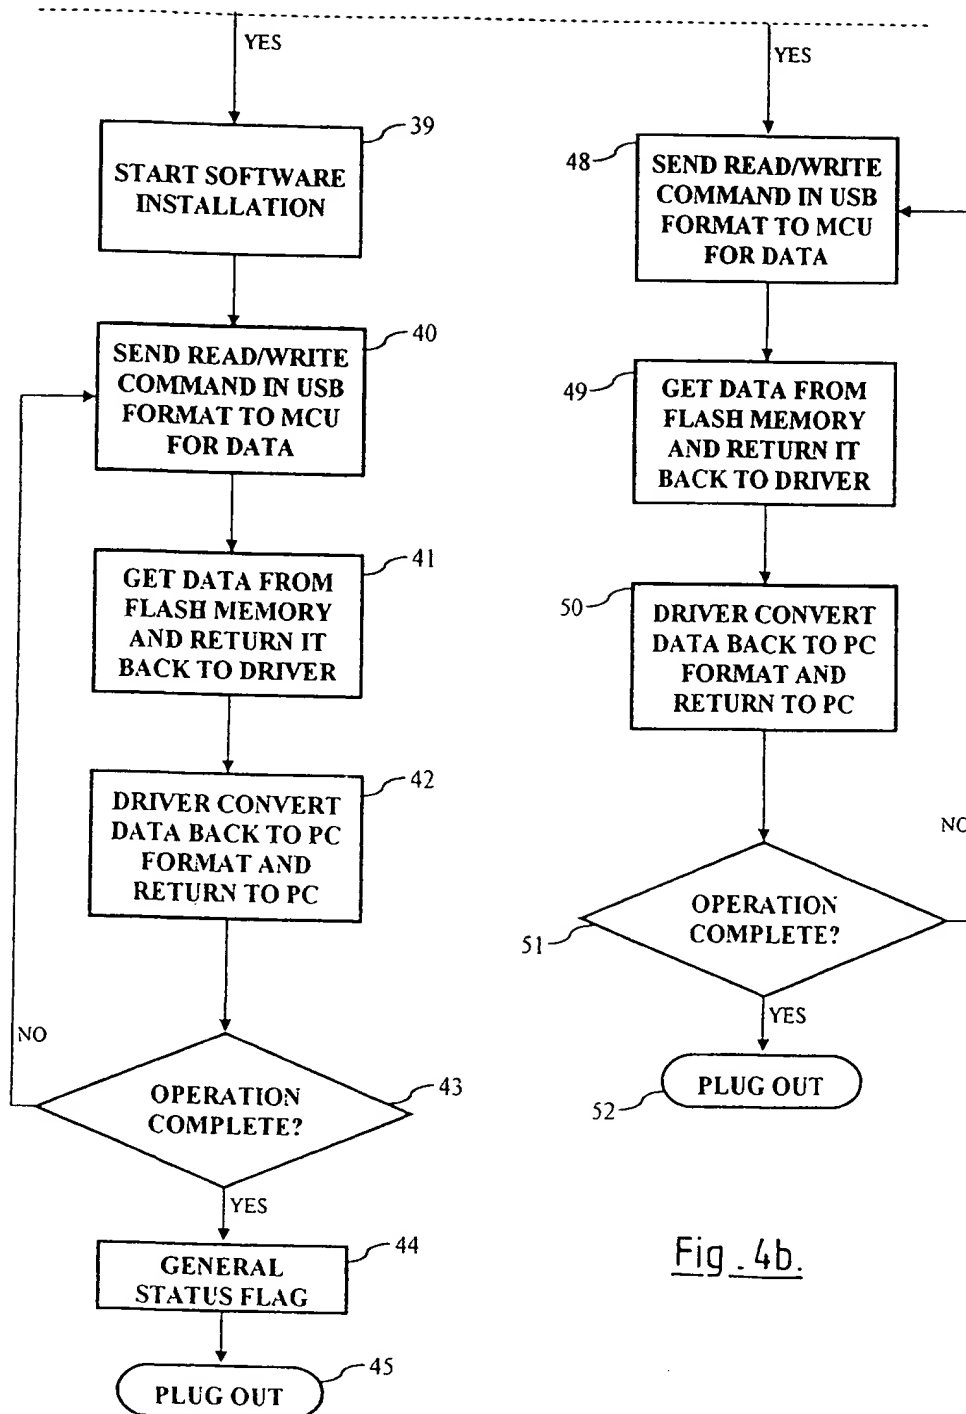 YES
39
START SOFTWARE
INSTALLATION
40
SEND READ/WRITE
COMMAND IN USB
FORMAT TO MCU
FOR DATA
41
GET DATA FROM
FLASH MEMORY
AND RETURN IT
BACK TO DRIVER
42
DRIVER CONVERT
DATA BACK TO PC
FORMAT AND
RETURN TO PC
NO
43
OPERATION
COMPLETE?
YES
44
GENERAL
STATUS FLAG
45
PLUG OUT
YES
48
SEND READ/WRITE
COMMAND IN USB
FORMAT TO MCU
FOR DATA
49
GET DATA FROM
FLASH MEMORY
AND RETURN IT
BACK TO DRIVER
50
DRIVER CONVERT
DATA BACK TO PC
FORMAT AND
RETURN TO PC
NO
51
OPERATION
COMPLETE?
YES
52
PLUG OUT
Fig. 4b.